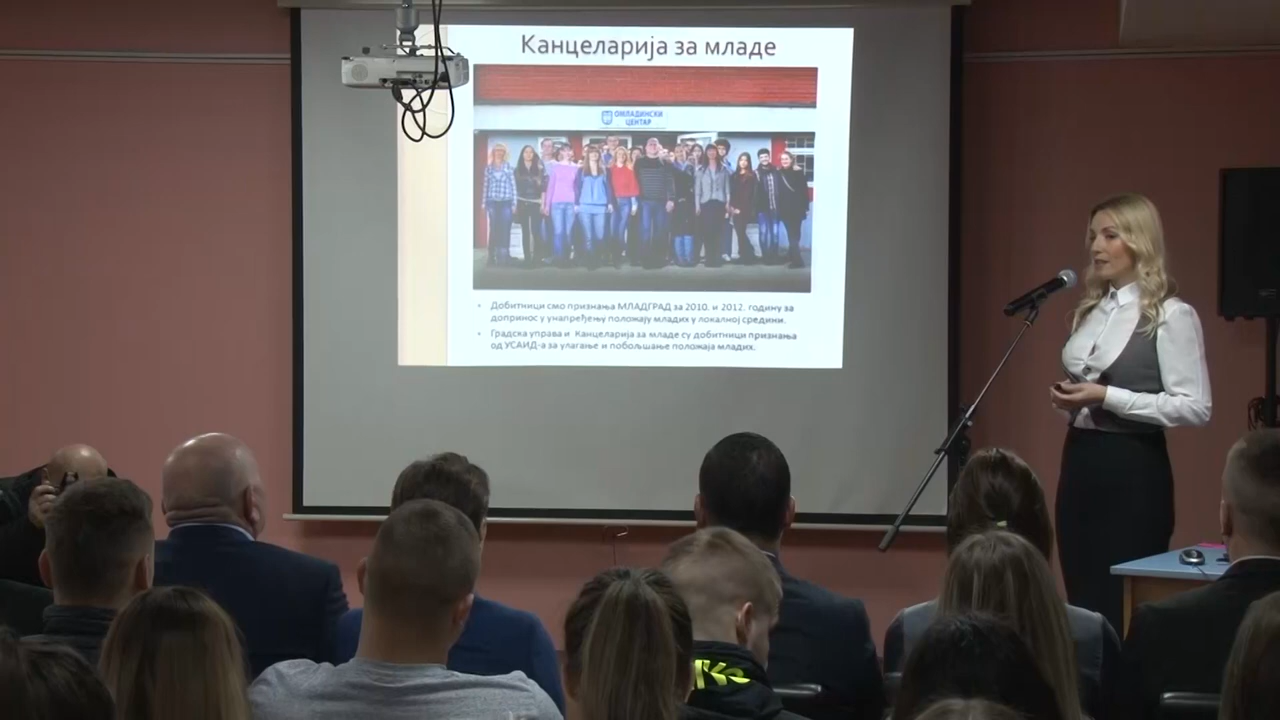 Канцеларија за младе
ОМЛАДИНСКИ
ЦЕНТАР
Добитници смо признања МЛАДГРАД за 2010. и 2012. годину за
допринос у унапређењу положају младих у локалној средини.
Градска управа и Канцеларија за младе су добитници признања
од УСАИД-а за улагање и побољшање положаја младих.